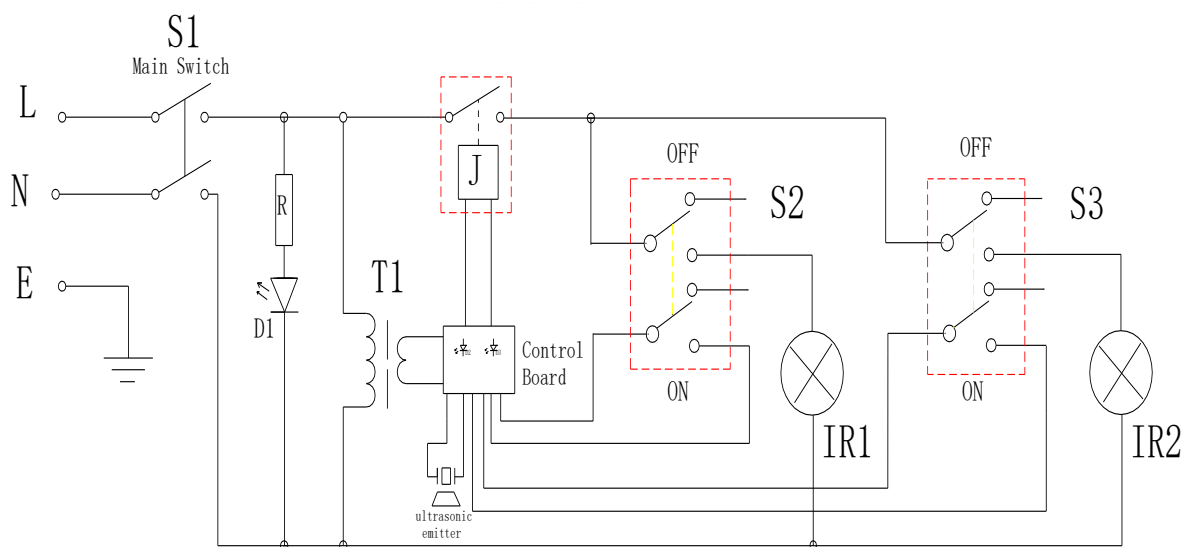 S1
Main Switch
L
N
E
R
D1
T1
J
Control
Board
ultrasonic
emitter
OFF
S2
ON
IR1
OFF
S3
ON
IR2